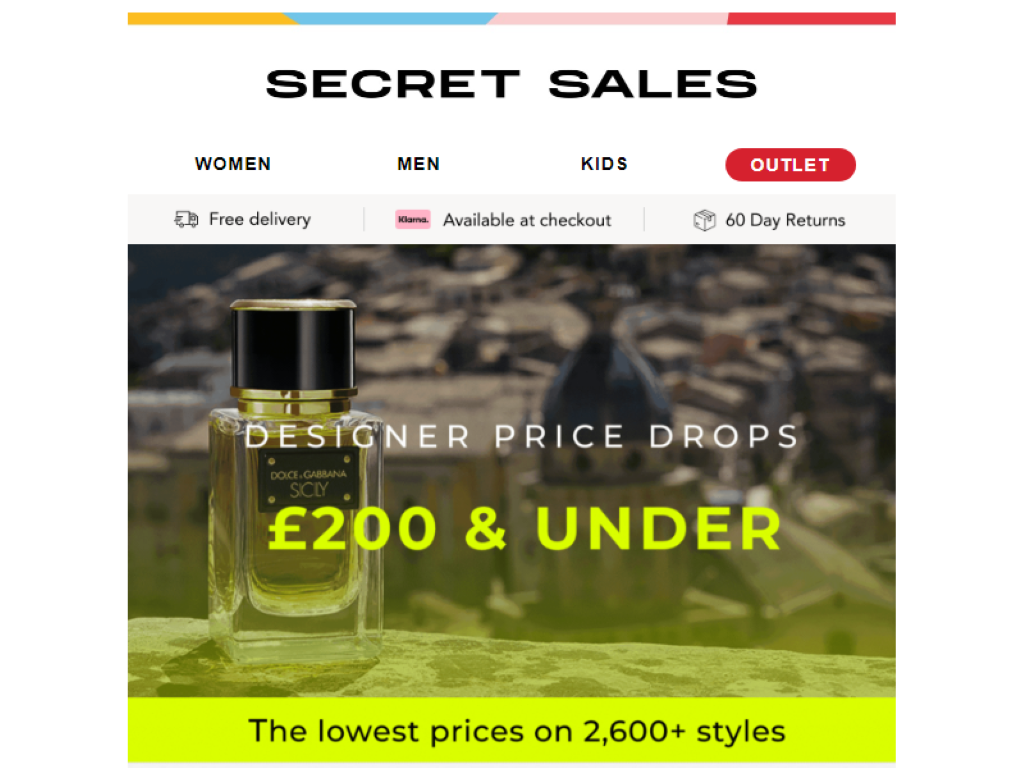 SECRET SALES
WOMEN MEN KIDS OUTLET
Free delivery Klarna. Available at checkout 60 Day Returns
DESIGNER PRICE DROPS
DOLCE & GABBANA
SICILY
£200 & UNDER
The lowest prices on 2,600+ styles